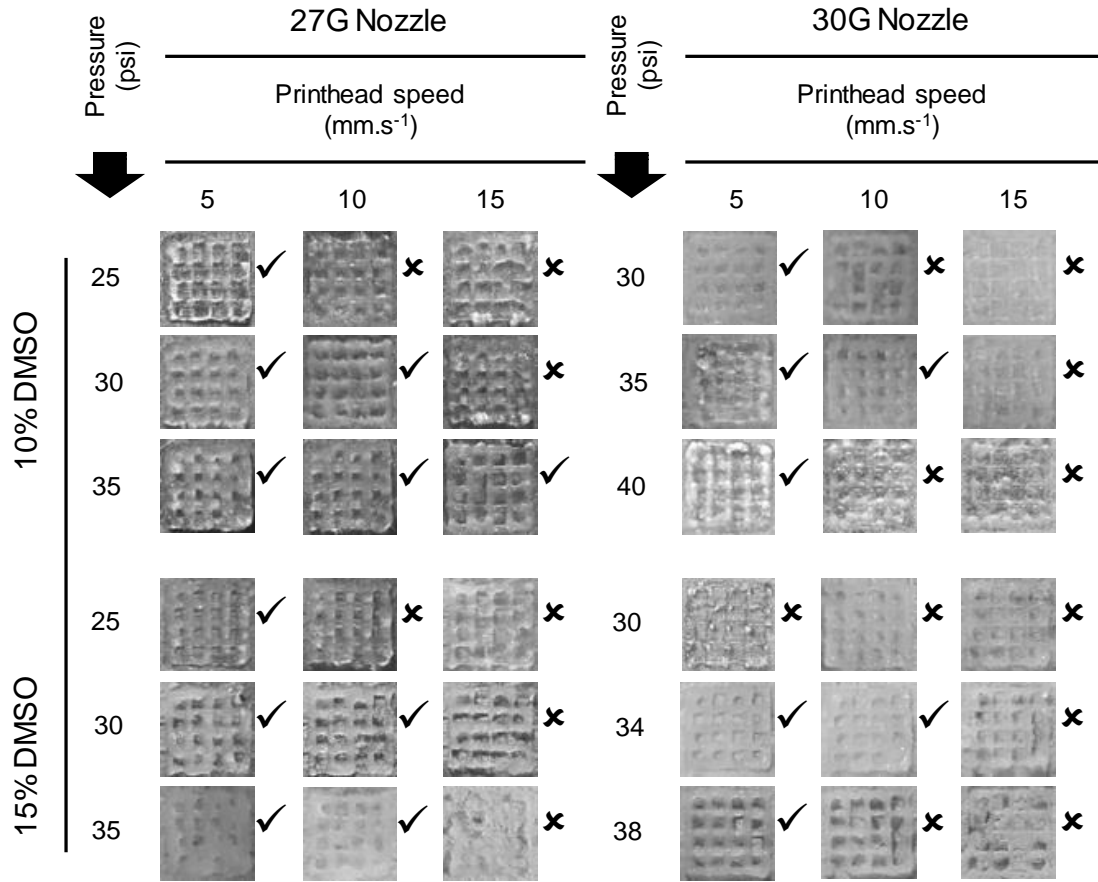 27G Nozzle
30G Nozzle
Pressure
(psi)
Printhead speed
(mm.s-1)
Pressure
(psi)
Printhead speed
(mm.s-1)
5 10 15
5 10 15
10% DMSO
25 ✓ ✘ ✘
30 ✓ ✘ ✘
30 ✓ ✓ ✘
35 ✓ ✓ ✘
35 ✓ ✓ ✓
40 ✓ ✘ ✘
15% DMSO
25 ✓ ✘ ✘
30 ✘ ✘ ✘
30 ✓ ✓ ✘
34 ✓ ✓ ✘
35 ✓ ✓ ✘
38 ✓ ✘ ✘